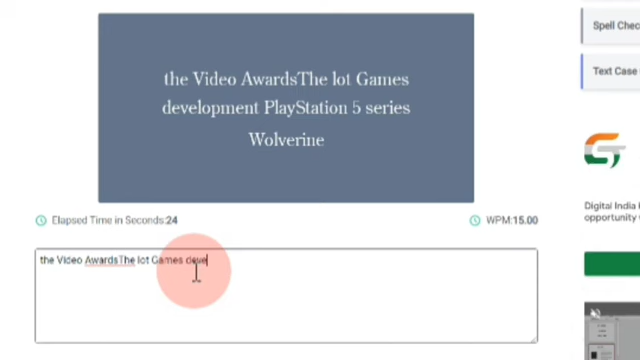 Spell Chec
Text Case
the Video AwardsThe lot Games
development PlayStation 5 series
Wolverine
Elapsed Time in Seconds:24
WPM:15.00
Digital India
opportunity
the Video AwardsThe lot Games deve